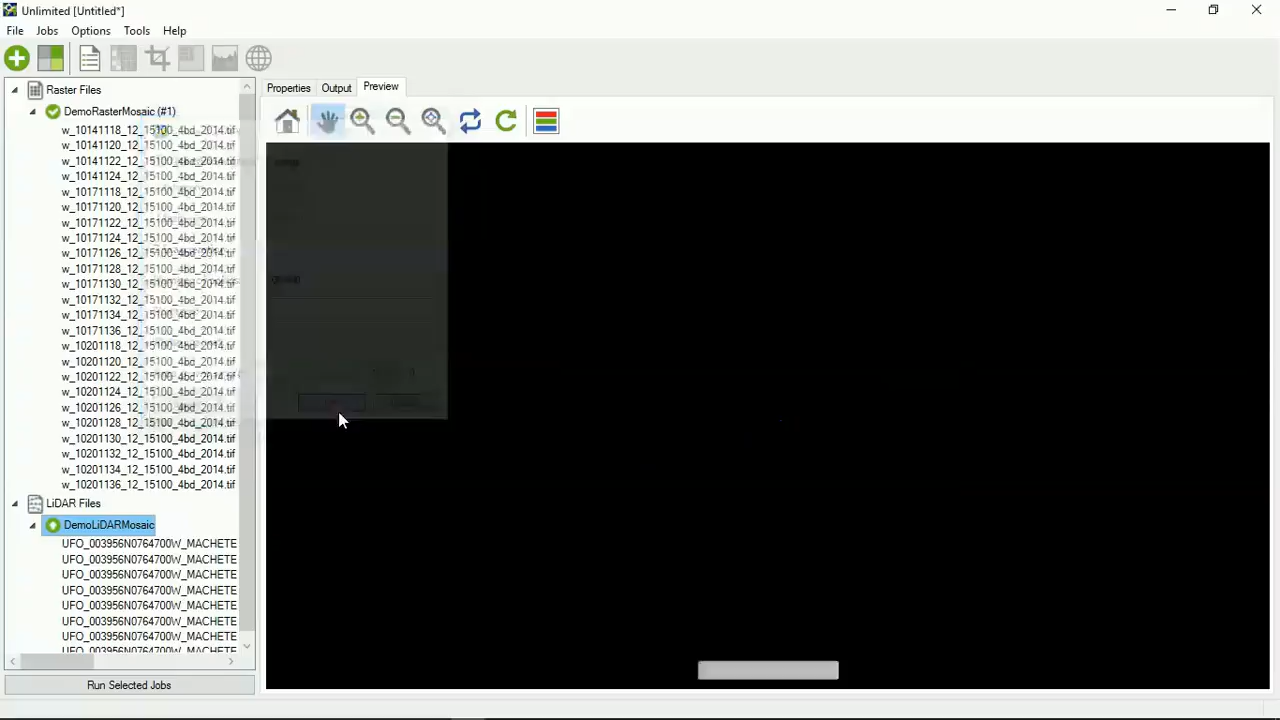 Unlimited [Untitled*]
File Jobs Options Tools Help
Properties Output Preview
Raster Files
DemoRasterMosaic (#1)
w_10141118_12_15100_4bd_2014.tif
w_10141120_12_15100_4bd_2014.tif
w_10141122_12_15100_4bd_2014.tif
w_10141124_12_15100_4bd_2014.tif
w_10171118_12_15100_4bd_2014.tif
w_10171120_12_15100_4bd_2014.tif
w_10171122_12_15100_4bd_2014.tif
w_10171124_12_15100_4bd_2014.tif
w_10171126_12_15100_4bd_2014.tif
w_10171128_12_15100_4bd_2014.tif
w_10171130_12_15100_4bd_2014.tif
w_10171132_12_15100_4bd_2014.tif
w_10171134_12_15100_4bd_2014.tif
w_10171136_12_15100_4bd_2014.tif
w_10201118_12_15100_4bd_2014.tif
w_10201120_12_15100_4bd_2014.tif
w_10201122_12_15100_4bd_2014.tif
w_10201124_12_15100_4bd_2014.tif
w_10201126_12_15100_4bd_2014.tif
w_10201128_12_15100_4bd_2014.tif
w_10201130_12_15100_4bd_2014.tif
w_10201132_12_15100_4bd_2014.tif
w_10201134_12_15100_4bd_2014.tif
w_10201136_12_15100_4bd_2014.tif
LiDAR Files
DemoLiDARMosaic
UFO_003956N0764700W_MACHETE
UFO_003956N0764700W_MACHETE
UFO_003956N0764700W_MACHETE
UFO_003956N0764700W_MACHETE
UFO_003956N0764700W_MACHETE
UFO_003956N0764700W_MACHETE
UFO_003956N0764700W_MACHETE
UFO_003956N0764700W_MACHETE
Run Selected Jobs